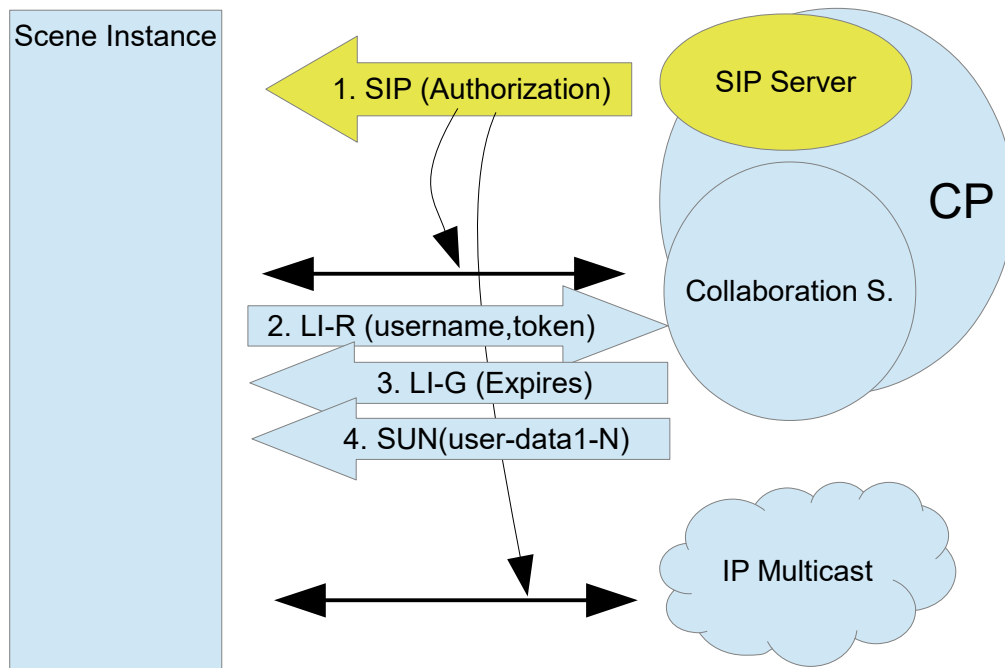 Scene Instance
1. SIP (Authorization)
SIP Server
CP
Collaboration S.
2. LI-R (username,token)
3. LI-G (Expires)
4. SUN(user-data1-N)
IP Multicast